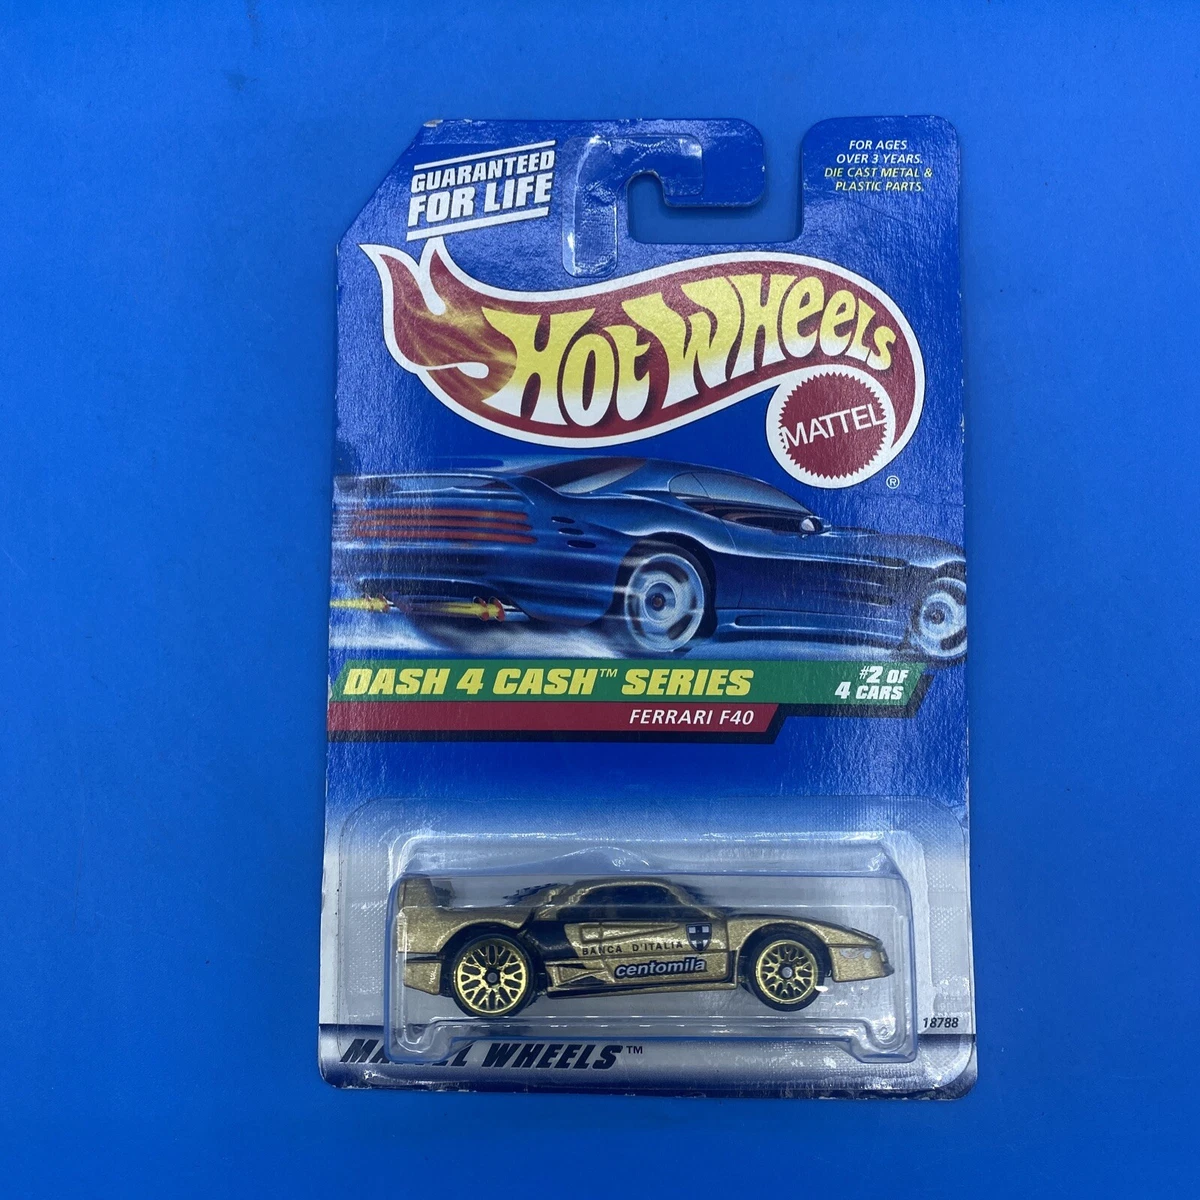 GUARANTEED
FOR LIFE
FOR AGES
OVER 3 YEARS.
DIE CAST METAL &
PLASTIC PARTS.
HOT WHEELS
MATTEL
®
DASH 4 CASH™ SERIES
#2 OF
4 CARS
FERRARI F40
BANCA D'ITALIA
centomila
18788
WHEELS™